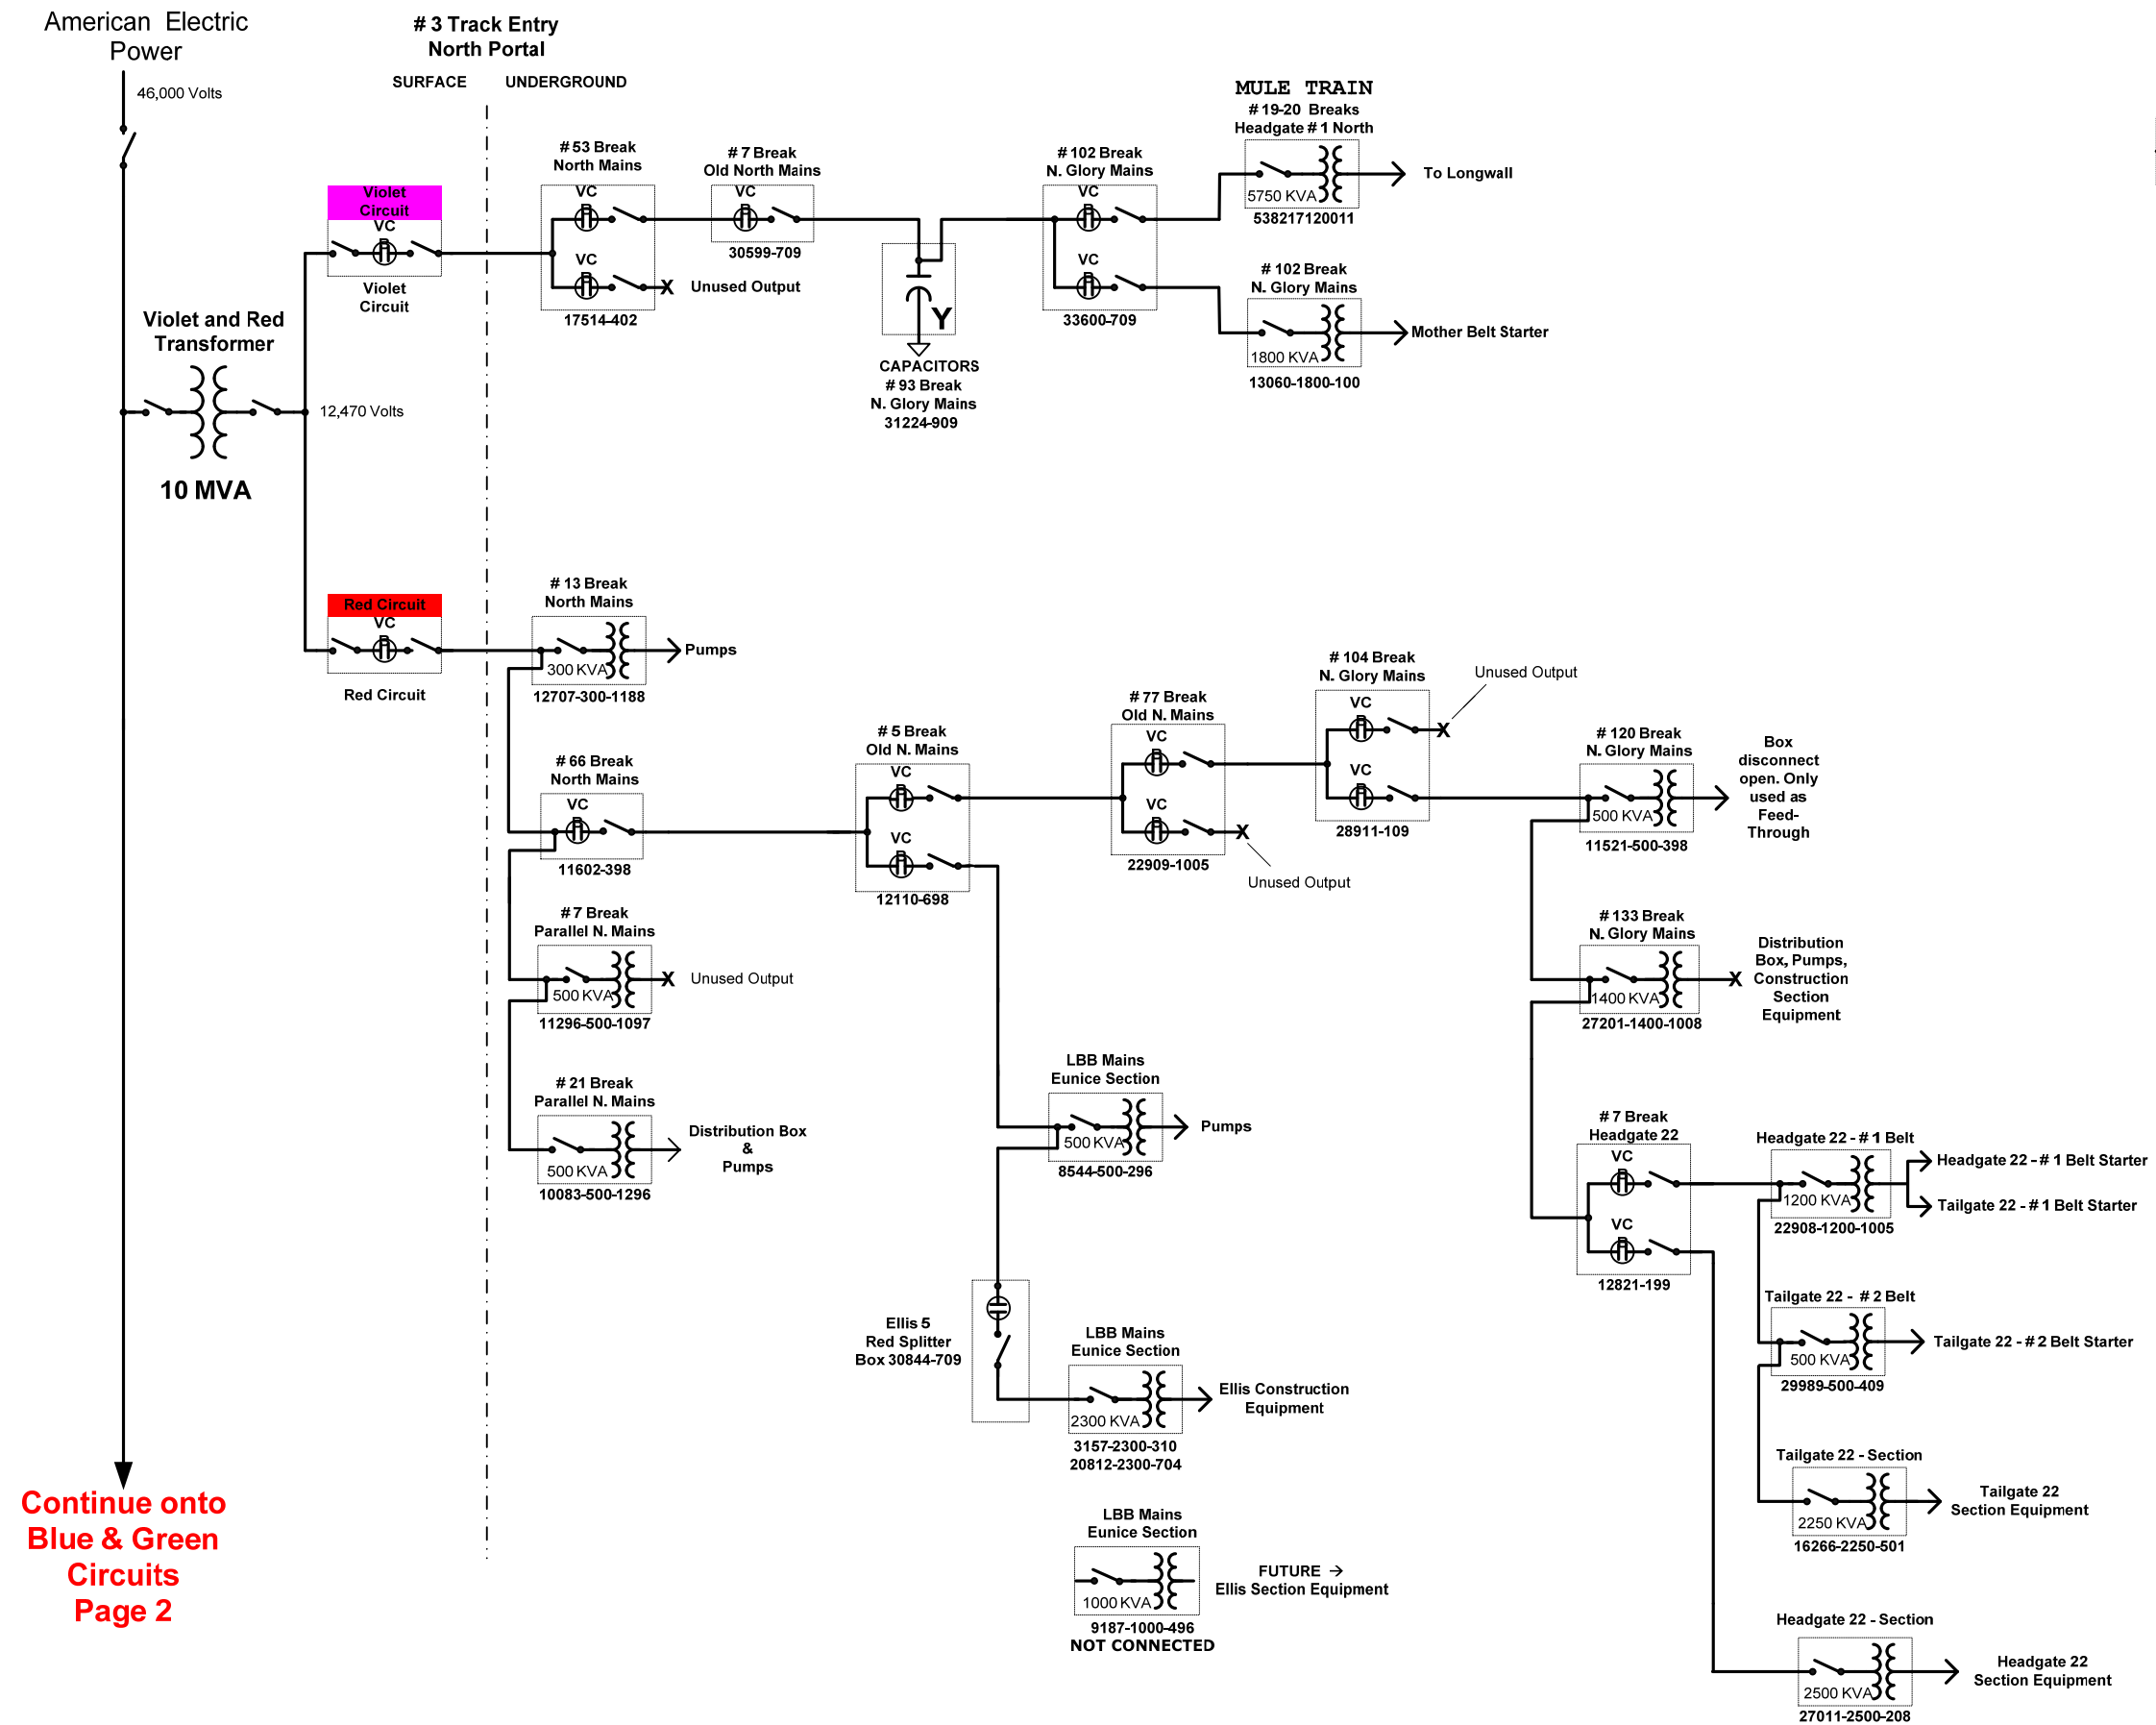 American Electric
Power
46,000 Volts
# 3 Track Entry
North Portal
SURFACE
UNDERGROUND
Violet
Circuit
VC
Violet
Circuit
Violet and Red
Transformer
10 MVA
12,470 Volts
# 53 Break
North Mains
VC
VC
17514-402
Unused Output
# 7 Break
Old North Mains
VC
30599-709
Y
CAPACITORS
# 93 Break
N. Glory Mains
31224-909
# 102 Break
N. Glory Mains
VC
VC
33600-709
MULE TRAIN
# 19-20 Breaks
Headgate # 1 North
5750 KVA
538217120011
To Longwall
# 102 Break
N. Glory Mains
1800 KVA
13060-1800-100
Mother Belt Starter
Red Circuit
VC
Red Circuit
# 13 Break
North Mains
300 KVA
12707-300-1188
Pumps
# 66 Break
North Mains
VC
11602-398
# 7 Break
Parallel N. Mains
500 KVA
X
11296-500-1097
Unused Output
# 21 Break
Parallel N. Mains
500 KVA
10083-500-1296
Distribution Box
&
Pumps
# 5 Break
Old N. Mains
VC
VC
12110-698
# 77 Break
Old N. Mains
VC
VC
22909-1005
Unused Output
# 104 Break
N. Glory Mains
VC
VC
28911-109
Unused Output
# 120 Break
N. Glory Mains
500 KVA
11521-500-398
Box
disconnect
open. Only
used as
Feed-
Through
# 133 Break
N. Glory Mains
1400 KVA
27201-1400-1008
Distribution
Box, Pumps,
Construction
Section
Equipment
LBB Mains
Eunice Section
500 KVA
8544-500-296
Pumps
Ellis 5
Red Splitter
Box 30844-709
LBB Mains
Eunice Section
2300 KVA
3157-2300-310
20812-2300-704
Ellis Construction
Equipment
LBB Mains
Eunice Section
1000 KVA
9187-1000-496
NOT CONNECTED
FUTURE →
Ellis Section Equipment
# 7 Break
Headgate 22
VC
VC
12821-199
Headgate 22 - # 1 Belt
1200 KVA
22908-1200-1005
Headgate 22 - # 1 Belt Starter
Tailgate 22 - # 1 Belt Starter
Tailgate 22 - # 2 Belt
500 KVA
29989-500-409
Tailgate 22 - # 2 Belt Starter
Tailgate 22 - Section
2250 KVA
16266-2250-501
Tailgate 22
Section Equipment
Headgate 22 - Section
2500 KVA
27011-2500-208
Headgate 22
Section Equipment
Continue onto
Blue & Green
Circuits
Page 2